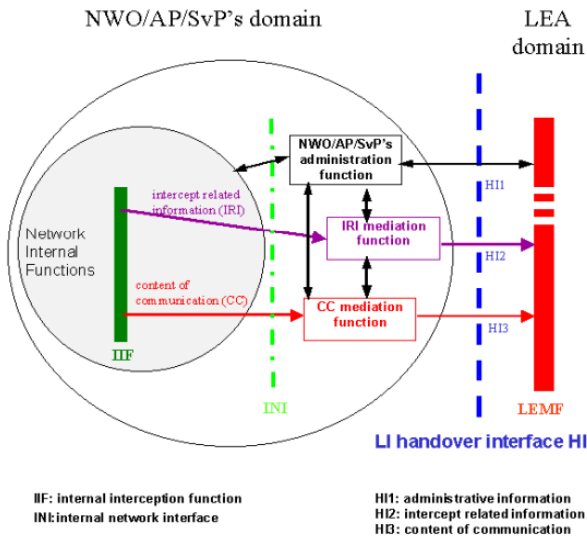 NWO/AP/SvP's domain
LEA
domain
NWO/AP/SvP's
administration
function
HI1
intercept related
information (IRI)
IRI mediation
function
HI2
Network
Internal
Functions
content of
communication (CC)
CC mediation
function
HI3
IIF
INI
LEMF
LI handover interface HI
IIF: internal interception function
INI:internal network interface
HI1: administrative information
HI2: intercept related information
HI3: content of communication